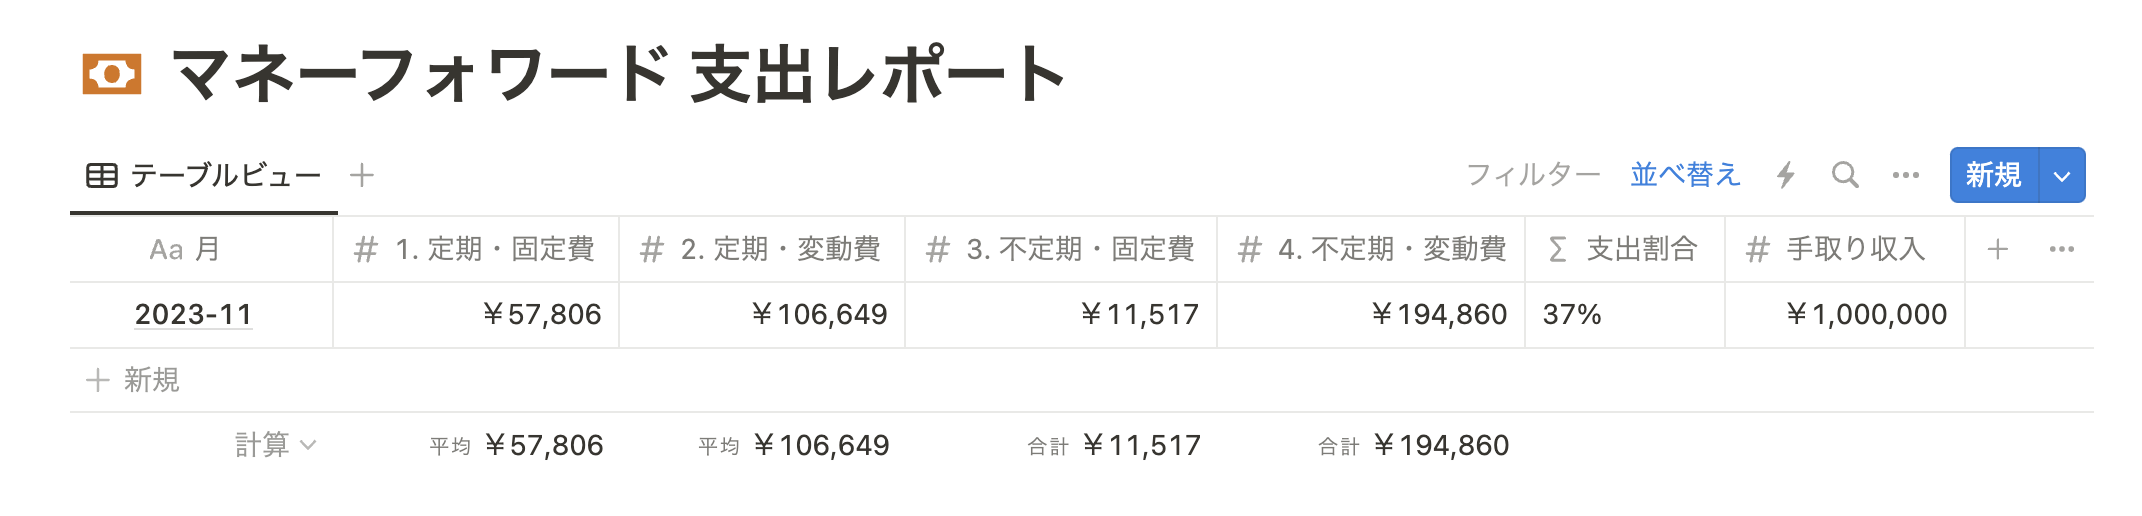 マネーフォワード 支出レポート
テーブルビュー フィルター 並べ替え 新規
Aa 月 # 1. 定期・固定費 # 2. 定期・変動費 # 3. 不定期・固定費 # 4. 不定期・変動費 Σ 支出割合 # 手取り収入
2023-11 ¥57,806 ¥106,649 ¥11,517 ¥194,860 37% ¥1,000,000
+ 新規
計算 平均 ¥57,806 平均 ¥106,649 合計 ¥11,517 合計 ¥194,860